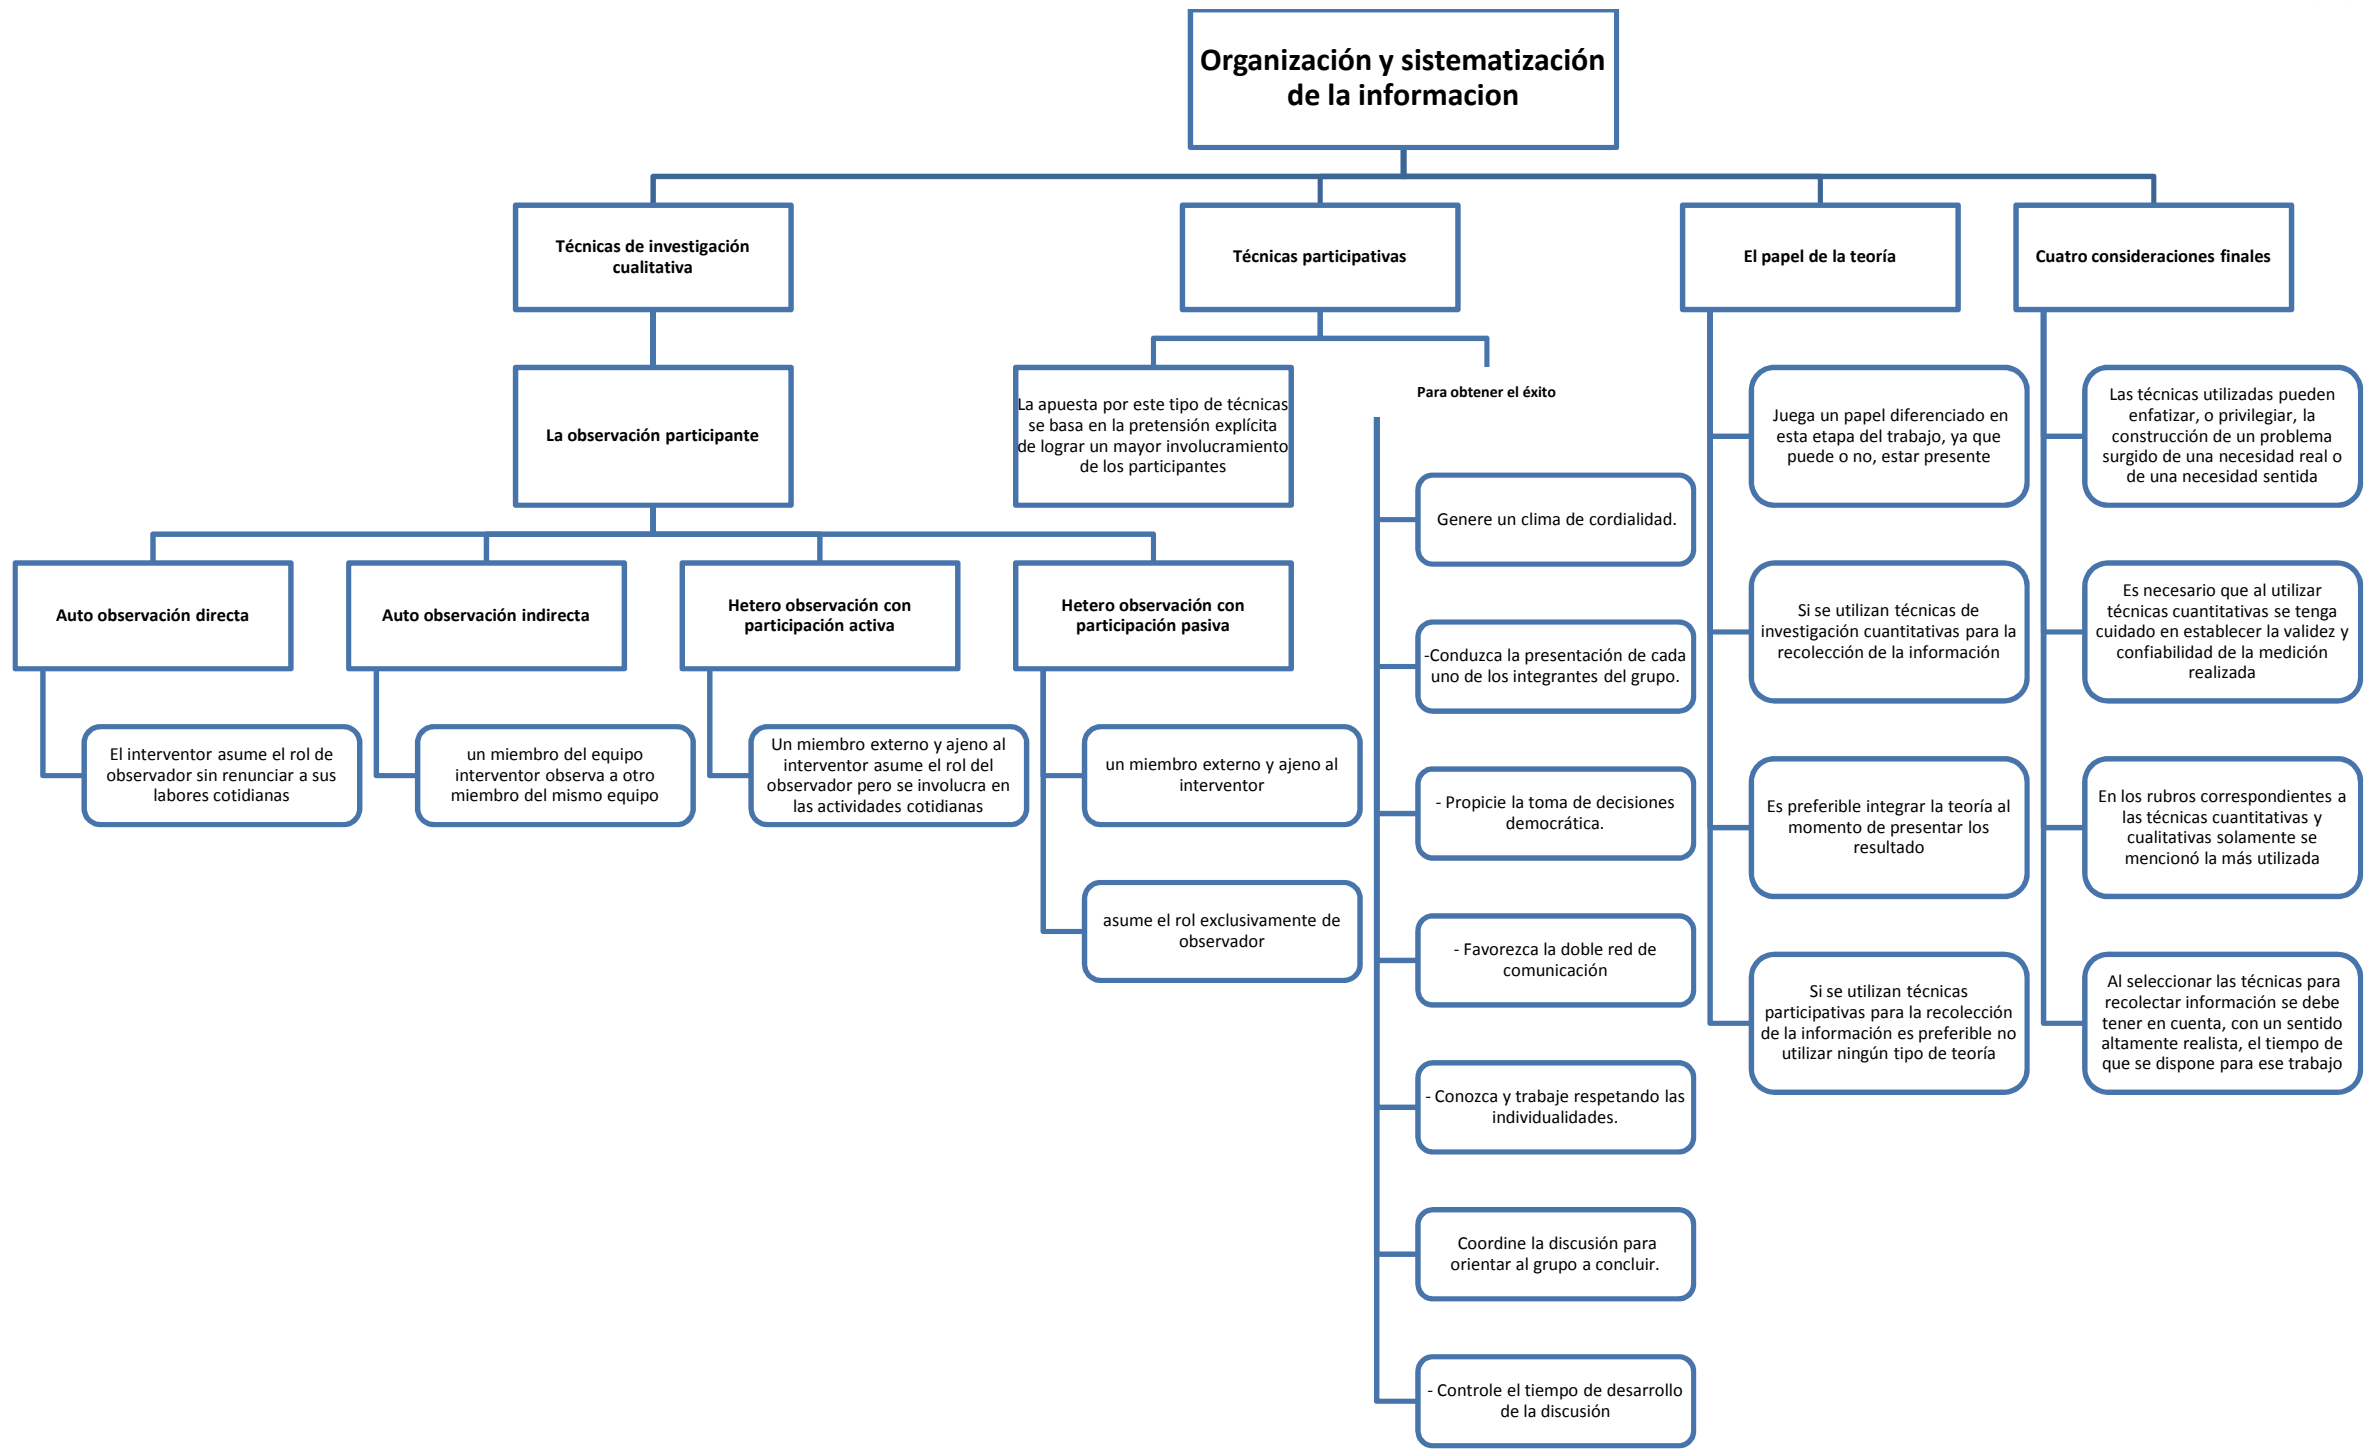 Organización y sistematización
de la informacion
Técnicas de investigación
cualitativa
La observación participante
Auto observación directa
El interventor asume el rol de
observador sin renunciar a sus
labores cotidianas
Auto observación indirecta
un miembro del equipo
interventor observa a otro
miembro del mismo equipo
Hetero observación con
participación activa
Un miembro externo y ajeno al
interventor asume el rol del
observador pero se involucra en
las actividades cotidianas
Hetero observación con
participación pasiva
un miembro externo y ajeno al
interventor
asume el rol exclusivamente de
observador
Técnicas participativas
La apuesta por este tipo de técnicas
se basa en la pretensión explícita
de lograr un mayor involucramiento
de los participantes
Para obtener el éxito
Genere un clima de cordialidad.
-Conduzca la presentación de cada
uno de los integrantes del grupo.
- Propicie la toma de decisiones
democrática.
- Favorezca la doble red de
comunicación
- Conozca y trabaje respetando las
individualidades.
Coordine la discusión para
orientar al grupo a concluir.
- Controle el tiempo de desarrollo
de la discusión
El papel de la teoría
Juega un papel diferenciado en
esta etapa del trabajo, ya que
puede o no, estar presente
Si se utilizan técnicas de
investigación cuantitativas para la
recolección de la información
Es preferible integrar la teoría al
momento de presentar los
resultado
Si se utilizan técnicas
participativas para la recolección
de la información es preferible no
utilizar ningún tipo de teoría
Cuatro consideraciones finales
Las técnicas utilizadas pueden
enfatizar, o privilegiar, la
construcción de un problema
surgido de una necesidad real o
de una necesidad sentida
Es necesario que al utilizar
técnicas cuantitativas se tenga
cuidado en establecer la validez y
confiabilidad de la medición
realizada
En los rubros correspondientes a
las técnicas cuantitativas y
cualitativas solamente se
mencionó la más utilizada
Al seleccionar las técnicas para
recolectar información se debe
tener en cuenta, con un sentido
altamente realista, el tiempo de
que se dispone para ese trabajo